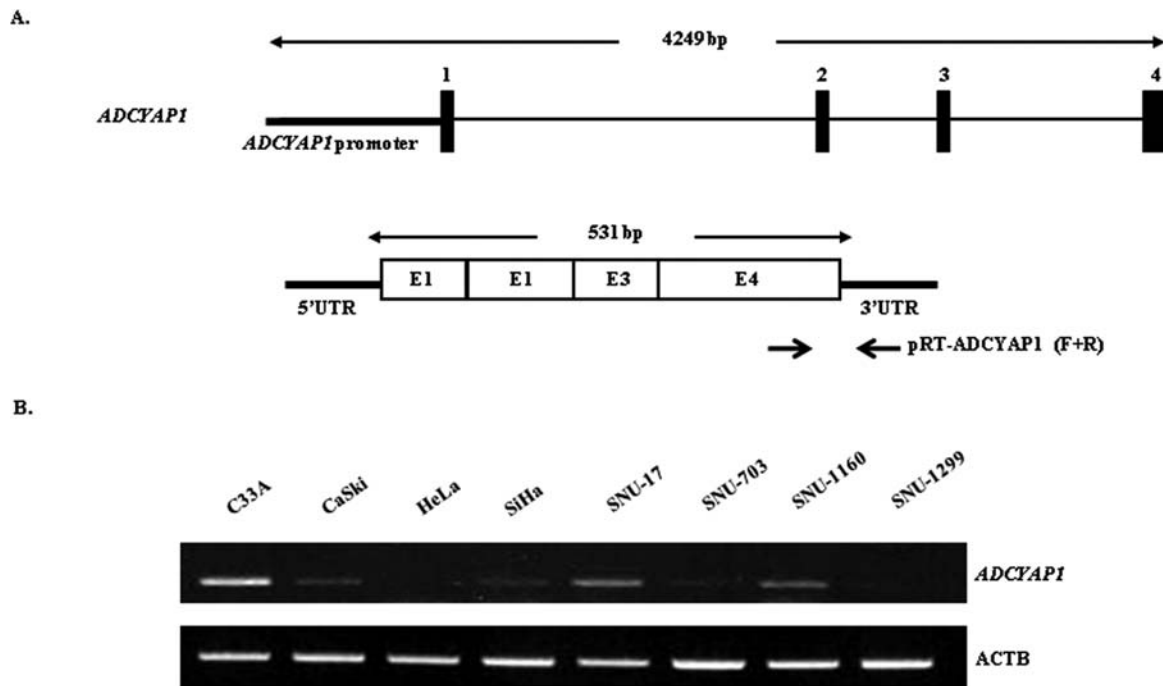 A.
4249 bp
1 2 3 4
ADCYAP1
ADCYAP1 promoter
531 bp
E1 E1 E3 E4
5'UTR 3'UTR
pRT-ADCYAP1 (F+R)
B.
C33A CaSki HeLa SiHa SNU-17 SNU-703 SNU-1160 SNU-1299
ADCYAP1
ACTB